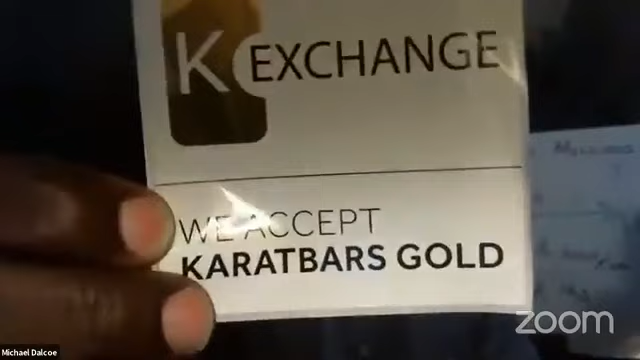 K EXCHANGE
WE ACCEPT
KARATBARS GOLD
zoom
Michael Dalcoe